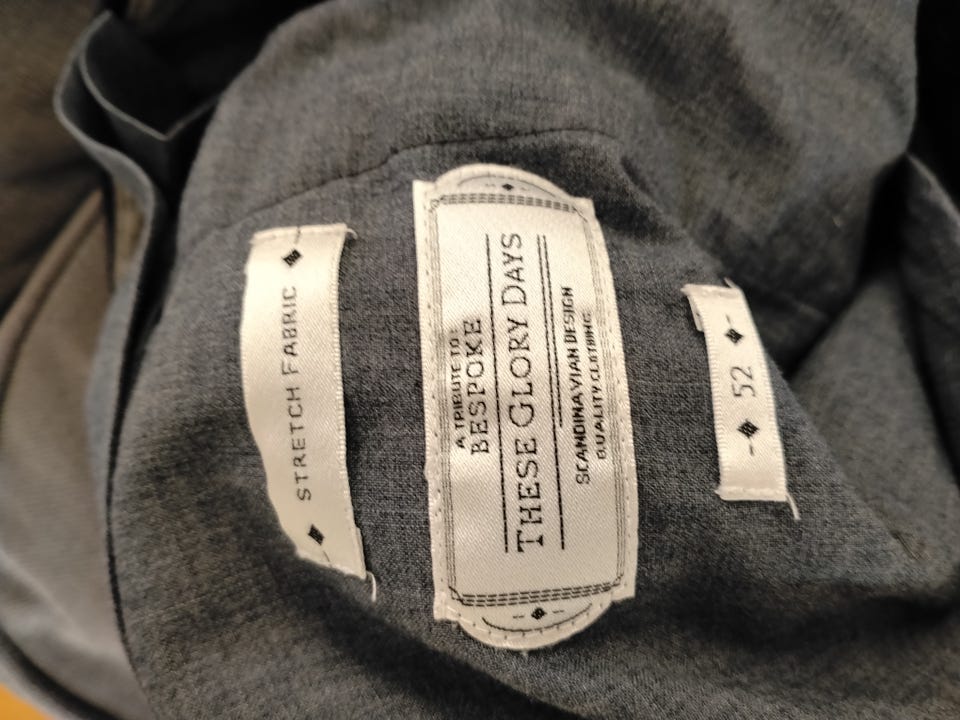 STRETCH FABRIC
A TRIBUTE TO:
BESPOKE
THESE GLORY DAYS
SCANDINAVIAN DESIGN
QUALITY CLOTHING
52